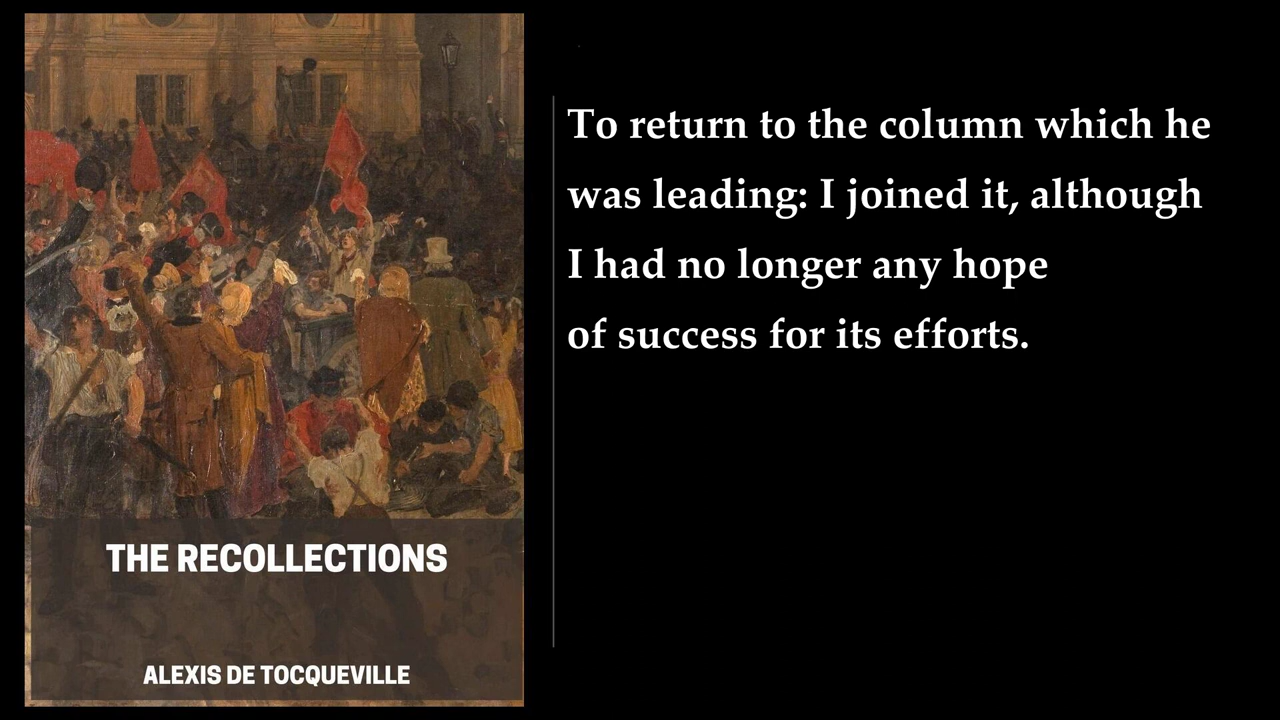 THE RECOLLECTIONS
ALEXIS DE TOCQUEVILLE
To return to the column which he
was leading: I joined it, although
I had no longer any hope
of success for its efforts.